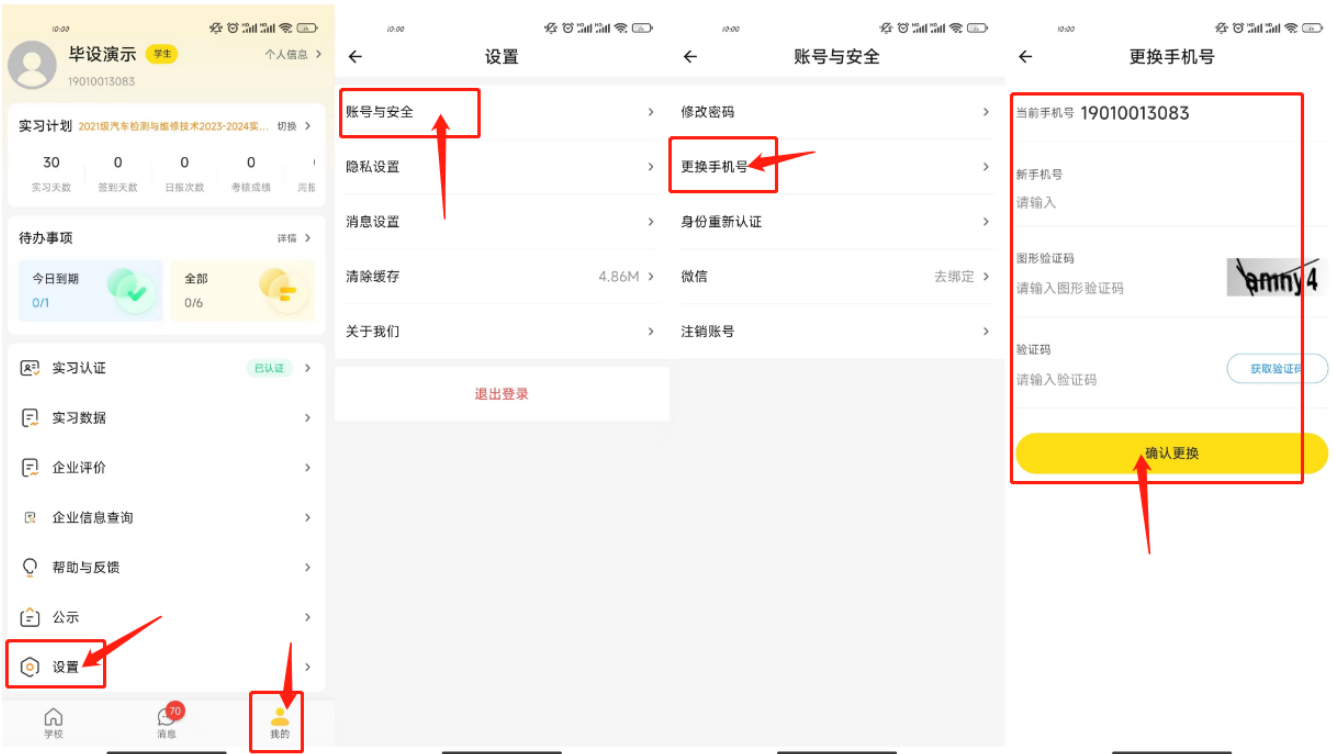 10:00
毕设演示 学生 个人信息
19010013083
实习计划 2021级汽车检测与维修技术2023-2024实... 切换
30 0 0 0
实习天数 签到天数 日报次数 考核成绩 周报
待办事项 详情
今日到期 全部
0/1 0/6
实习认证 已认证
实习数据
企业评价
企业信息查询
帮助与反馈
公示
设置
70
学校 消息 我的
10:00
设置
账号与安全
隐私设置
消息设置
清除缓存 4.86M
关于我们
退出登录
10:00
账号与安全
修改密码
更换手机号
身份重新认证
微信 去绑定
注销账号
10:00
更换手机号
当前手机号 19010013083
新手机号
请输入
图形验证码
请输入图形验证码 amny4
验证码
请输入验证码 获取验证码
确认更换